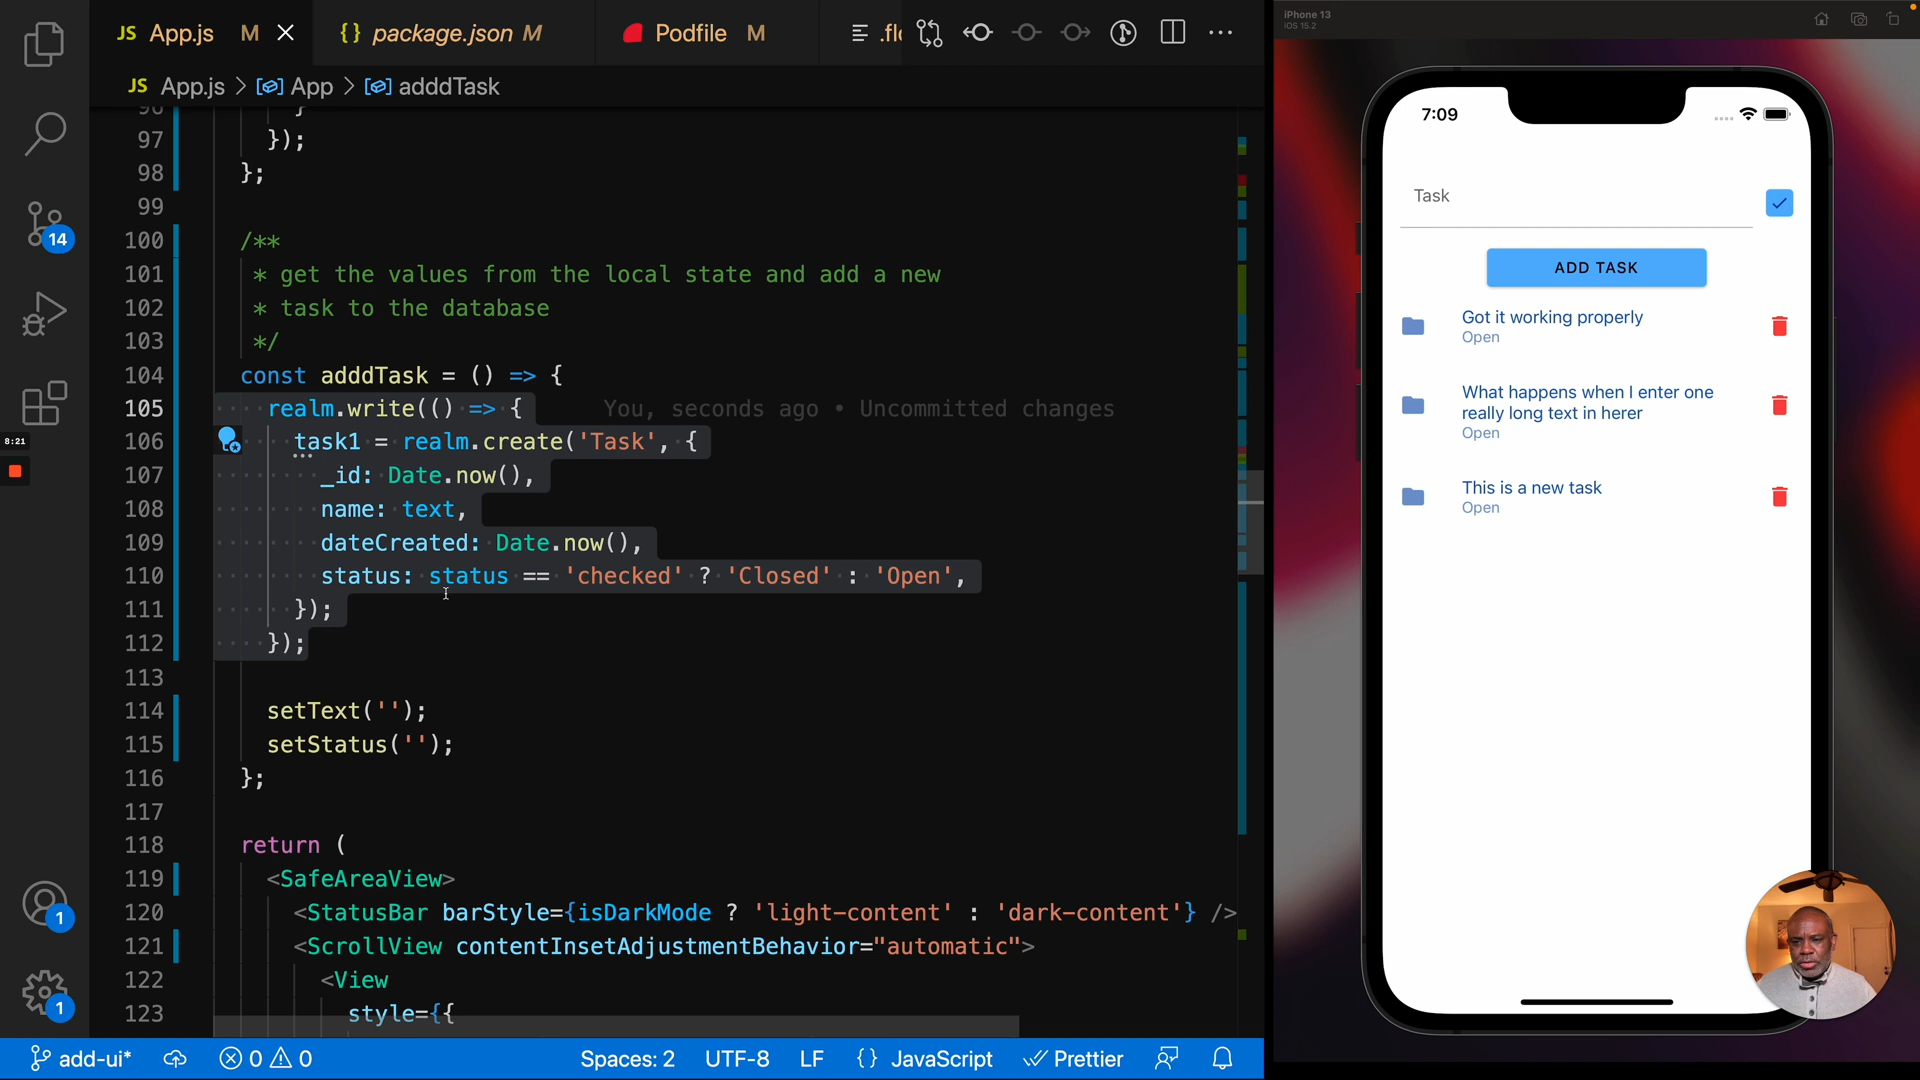 JS App.js M
{} package.json M
Podfile M
JS App.js > App > adddTask
97 });
98 };
99
100 /**
101 * get the values from the local state and add a new
102 * task to the database
103 */
104 const adddTask = () => {
105 realm.write(() => { You, seconds ago • Uncommitted changes
106 task1 = realm.create('Task', {
107 _id: Date.now(),
108 name: text,
109 dateCreated: Date.now(),
110 status: status == 'checked' ? 'Closed' : 'Open',
111 });
112 });
113
114 setText('');
115 setStatus('');
116 };
117
118 return (
119 <SafeAreaView>
120 <StatusBar barStyle={isDarkMode ? 'light-content' : 'dark-content'} />
121 <ScrollView contentInsetAdjustmentBehavior="automatic">
122 <View
123 style={{
14
8:21
1
1
add-ui* 0 0 Spaces: 2 UTF-8 LF {} JavaScript Prettier
iPhone 13
iOS 15.2
7:09
Task
ADD TASK
Got it working properly
Open
What happens when I enter one
really long text in herer
Open
This is a new task
Open